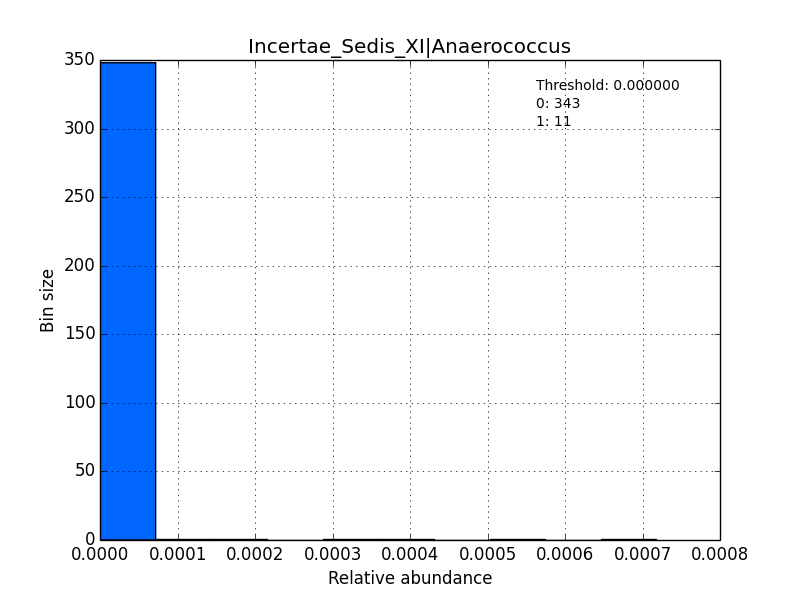 Incertae_Sedis_XI|Anaerococcus
Threshold: 0.000000
0: 343
1: 11
350
300
250
200
150
100
50
0
Bin size
0.0000 0.0001 0.0002 0.0003 0.0004 0.0005 0.0006 0.0007 0.0008
Relative abundance